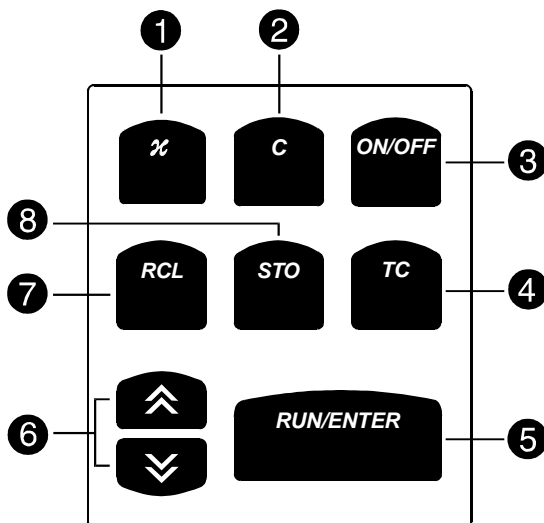 1 2
ϰ C ON/OFF 3
8
RCL STO TC
7 4
6 RUN/ENTER 5